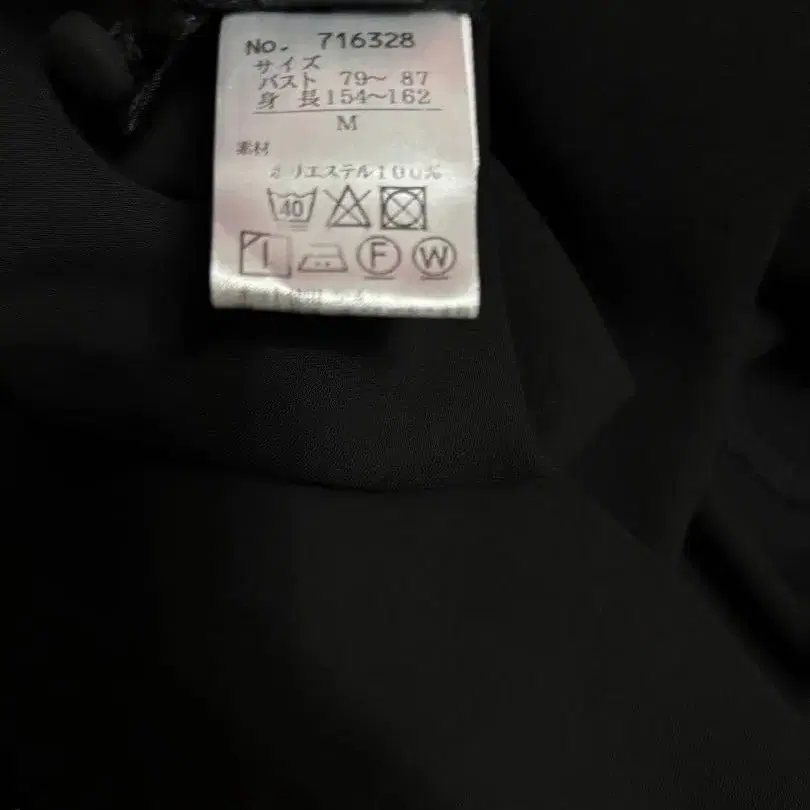 No. 716328
サイズ
バスト 79～ 87
身 長154～162
M
素材
ポリエステル100%
40
F W